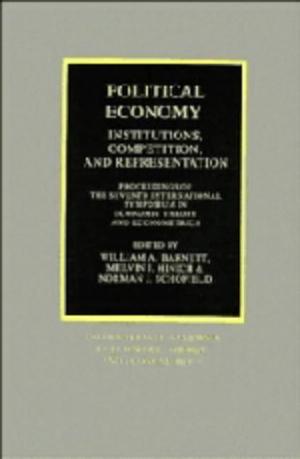 POLITICAL
ECONOMY
INSTITUTIONS,
COMPETITION,
AND REPRESENTATION
PROCEEDINGS OF
THE SEVENTH INTERNATIONAL
SYMPOSIUM IN
ECONOMIC THEORY
AND ECONOMETRICS
EDITED BY
WILLIAM A. BARNETT,
MELVIN J. HINICH &
NORMAN J. SCHOFIELD